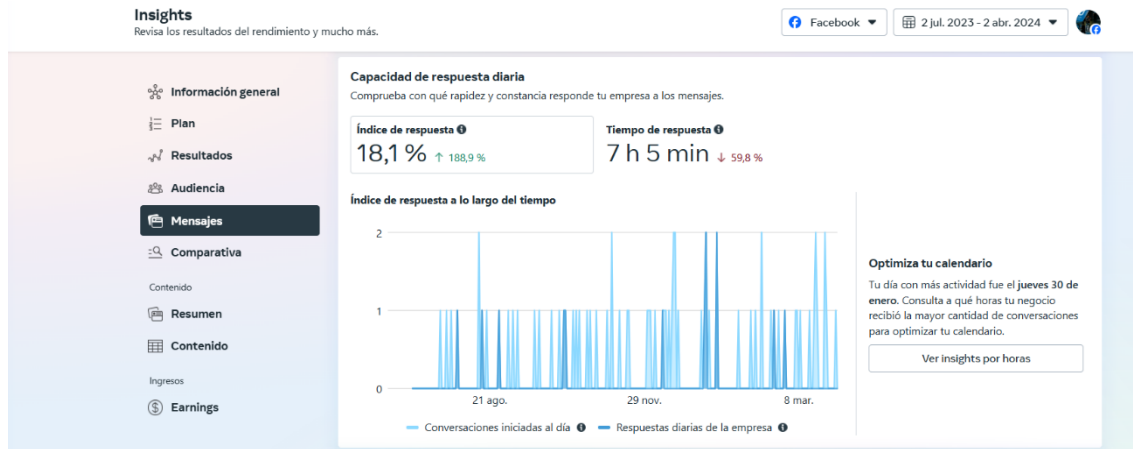 Insights
Revisa los resultados del rendimiento y mucho más.
Facebook
2 jul. 2023 - 2 abr. 2024
Información general
Plan
Resultados
Audiencia
Mensajes
Comparativa
Contenido
Resumen
Contenido
Ingresos
Earnings
Capacidad de respuesta diaria
Comprueba con qué rapidez y constancia responde tu empresa a los mensajes.
Índice de respuesta
18,1 % ↑ 188,9 %
Tiempo de respuesta
7 h 5 min ↓ 59,8 %
Índice de respuesta a lo largo del tiempo
2
1
0
21 ago. 29 nov. 8 mar.
Conversaciones iniciadas al día Respuestas diarias de la empresa
Optimiza tu calendario
Tu día con más actividad fue el jueves 30 de
enero. Consulta a qué horas tu negocio
recibió la mayor cantidad de conversaciones
para optimizar tu calendario.
Ver insights por horas